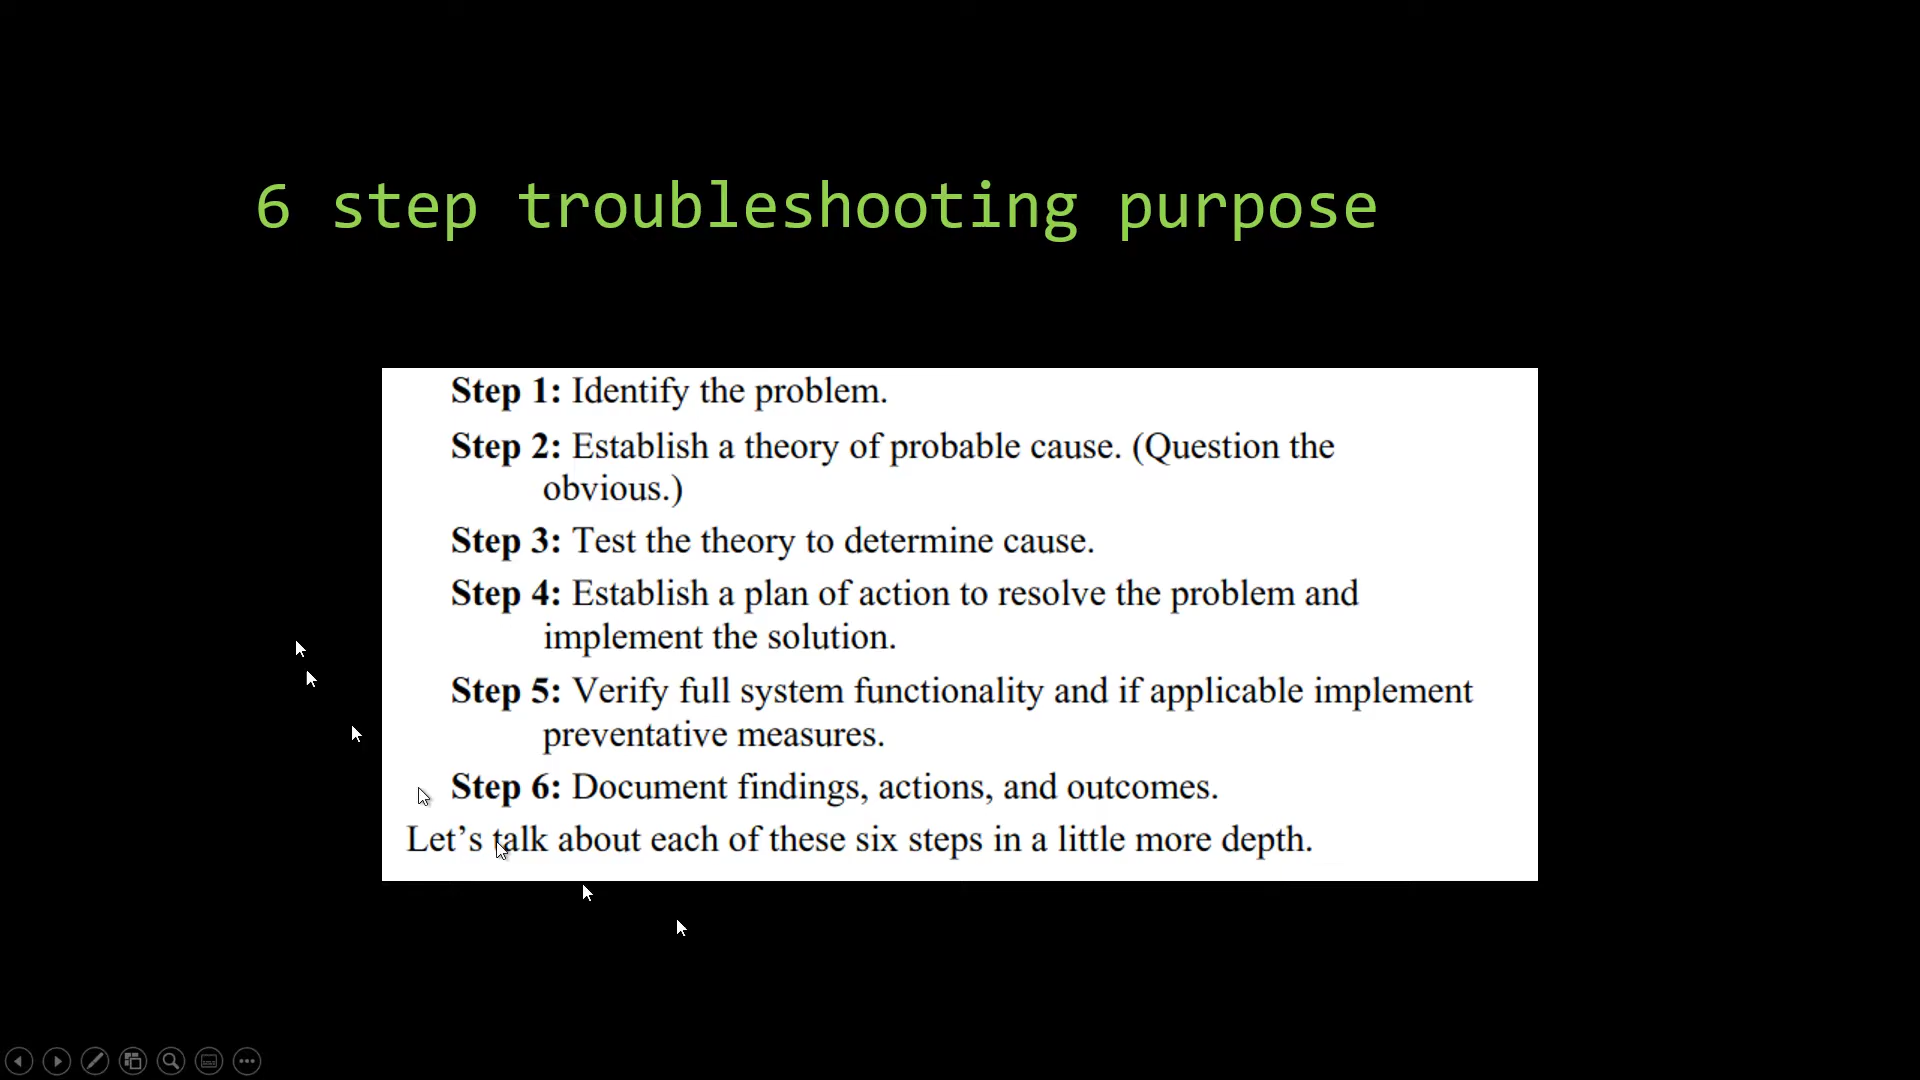 6 step troubleshooting purpose
Step 1: Identify the problem.
Step 2: Establish a theory of probable cause. (Question the
obvious.)
Step 3: Test the theory to determine cause.
Step 4: Establish a plan of action to resolve the problem and
implement the solution.
Step 5: Verify full system functionality and if applicable implement
preventative measures.
Step 6: Document findings, actions, and outcomes.
Let’s talk about each of these six steps in a little more depth.